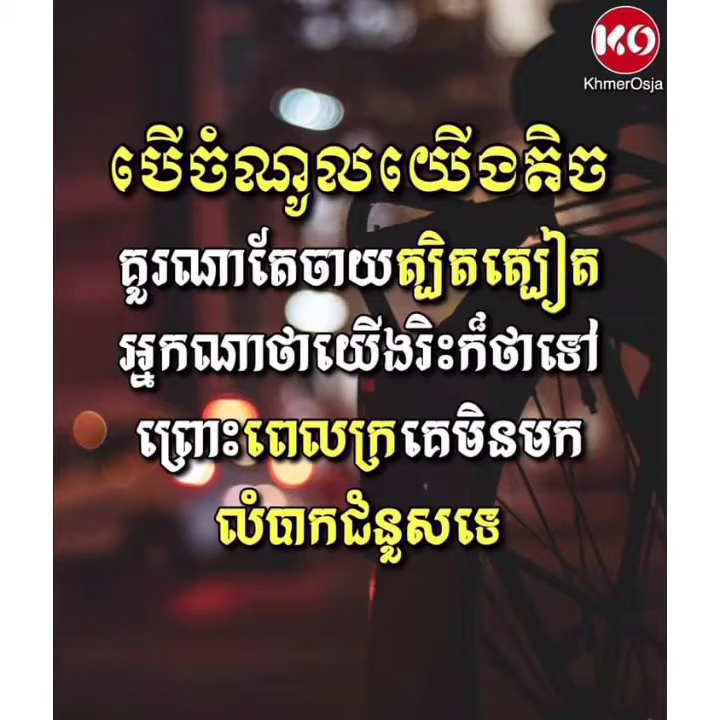 KO
KhmerOsja
បើចំណូលយើងតិច
គួរណាតែចាយត្បិតត្បៀត
អ្នកណាថាយើងរិះក៏ថាទៅ
ព្រោះពេលក្រគេមិនមក
លំបាកជំនួសទេ